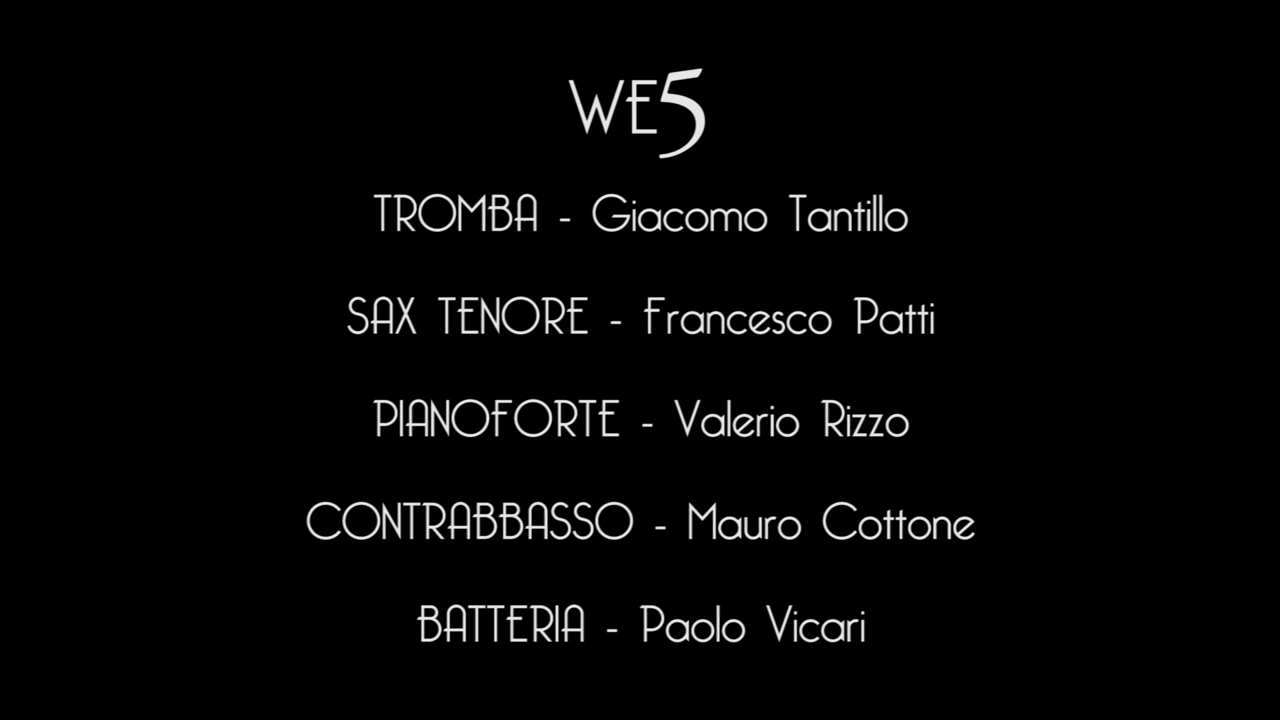 WE5
TROMBA - Giacomo Tantillo
SAX TENORE - Francesco Patti
PIANOFORTE - Valerio Rizzo
CONTRABBASSO - Mauro Cottone
BATTERIA - Paolo Vicari